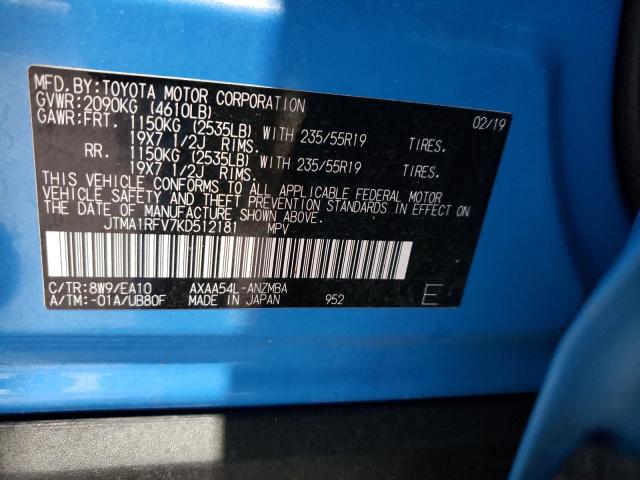 MFD.BY:TOYOTA MOTOR CORPORATION 02/19
GVWR:2090KG (4610LB)
GAWR:FRT. 1150KG (2535LB) WITH 235/55R19 TIRES.
19X7 1/2J RIMS.
RR. 1150KG (2535LB) WITH 235/55R19 TIRES.
19X7 1/2J RIMS.
THIS VEHICLE CONFORMS TO ALL APPLICABLE FEDERAL MOTOR
VEHICLE SAFETY AND THEFT PREVENTION STANDARDS IN EFFECT ON
THE DATE OF MANUFACTURE SHOWN ABOVE.
JTMA1RFV7KD512181 MPV
C/TR:8W9/EA10 AXAA54L-ANZMBA
A/TM:-01A/UB80F MADE IN JAPAN 952 E